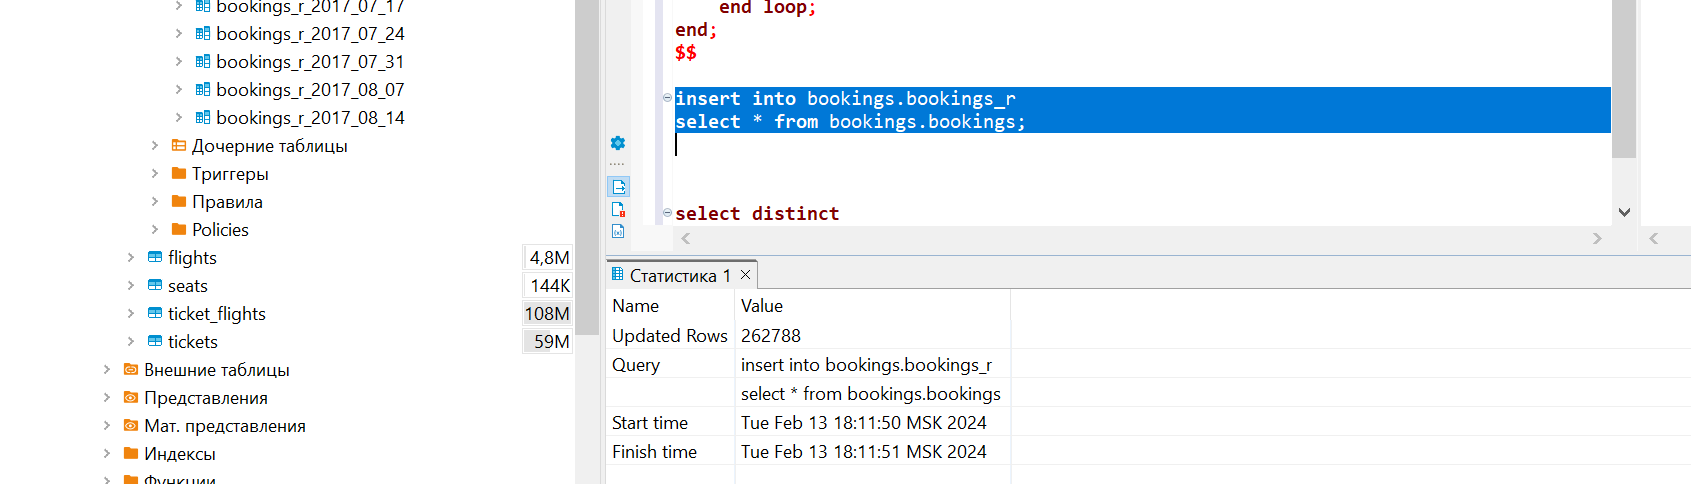 bookings_r_2017_07_17
bookings_r_2017_07_24
bookings_r_2017_07_31
bookings_r_2017_08_07
bookings_r_2017_08_14
Дочерние таблицы
Триггеры
Правила
Policies
flights 4,8M
seats 144K
ticket_flights 108M
tickets 59M
Внешние таблицы
Представления
Мат. представления
Индексы
Функции
end loop;
end;
$$
insert into bookings.bookings_r
select * from bookings.bookings;
select distinct
Статистика 1
Name Value
Updated Rows 262788
Query insert into bookings.bookings_r
select * from bookings.bookings
Start time Tue Feb 13 18:11:50 MSK 2024
Finish time Tue Feb 13 18:11:51 MSK 2024